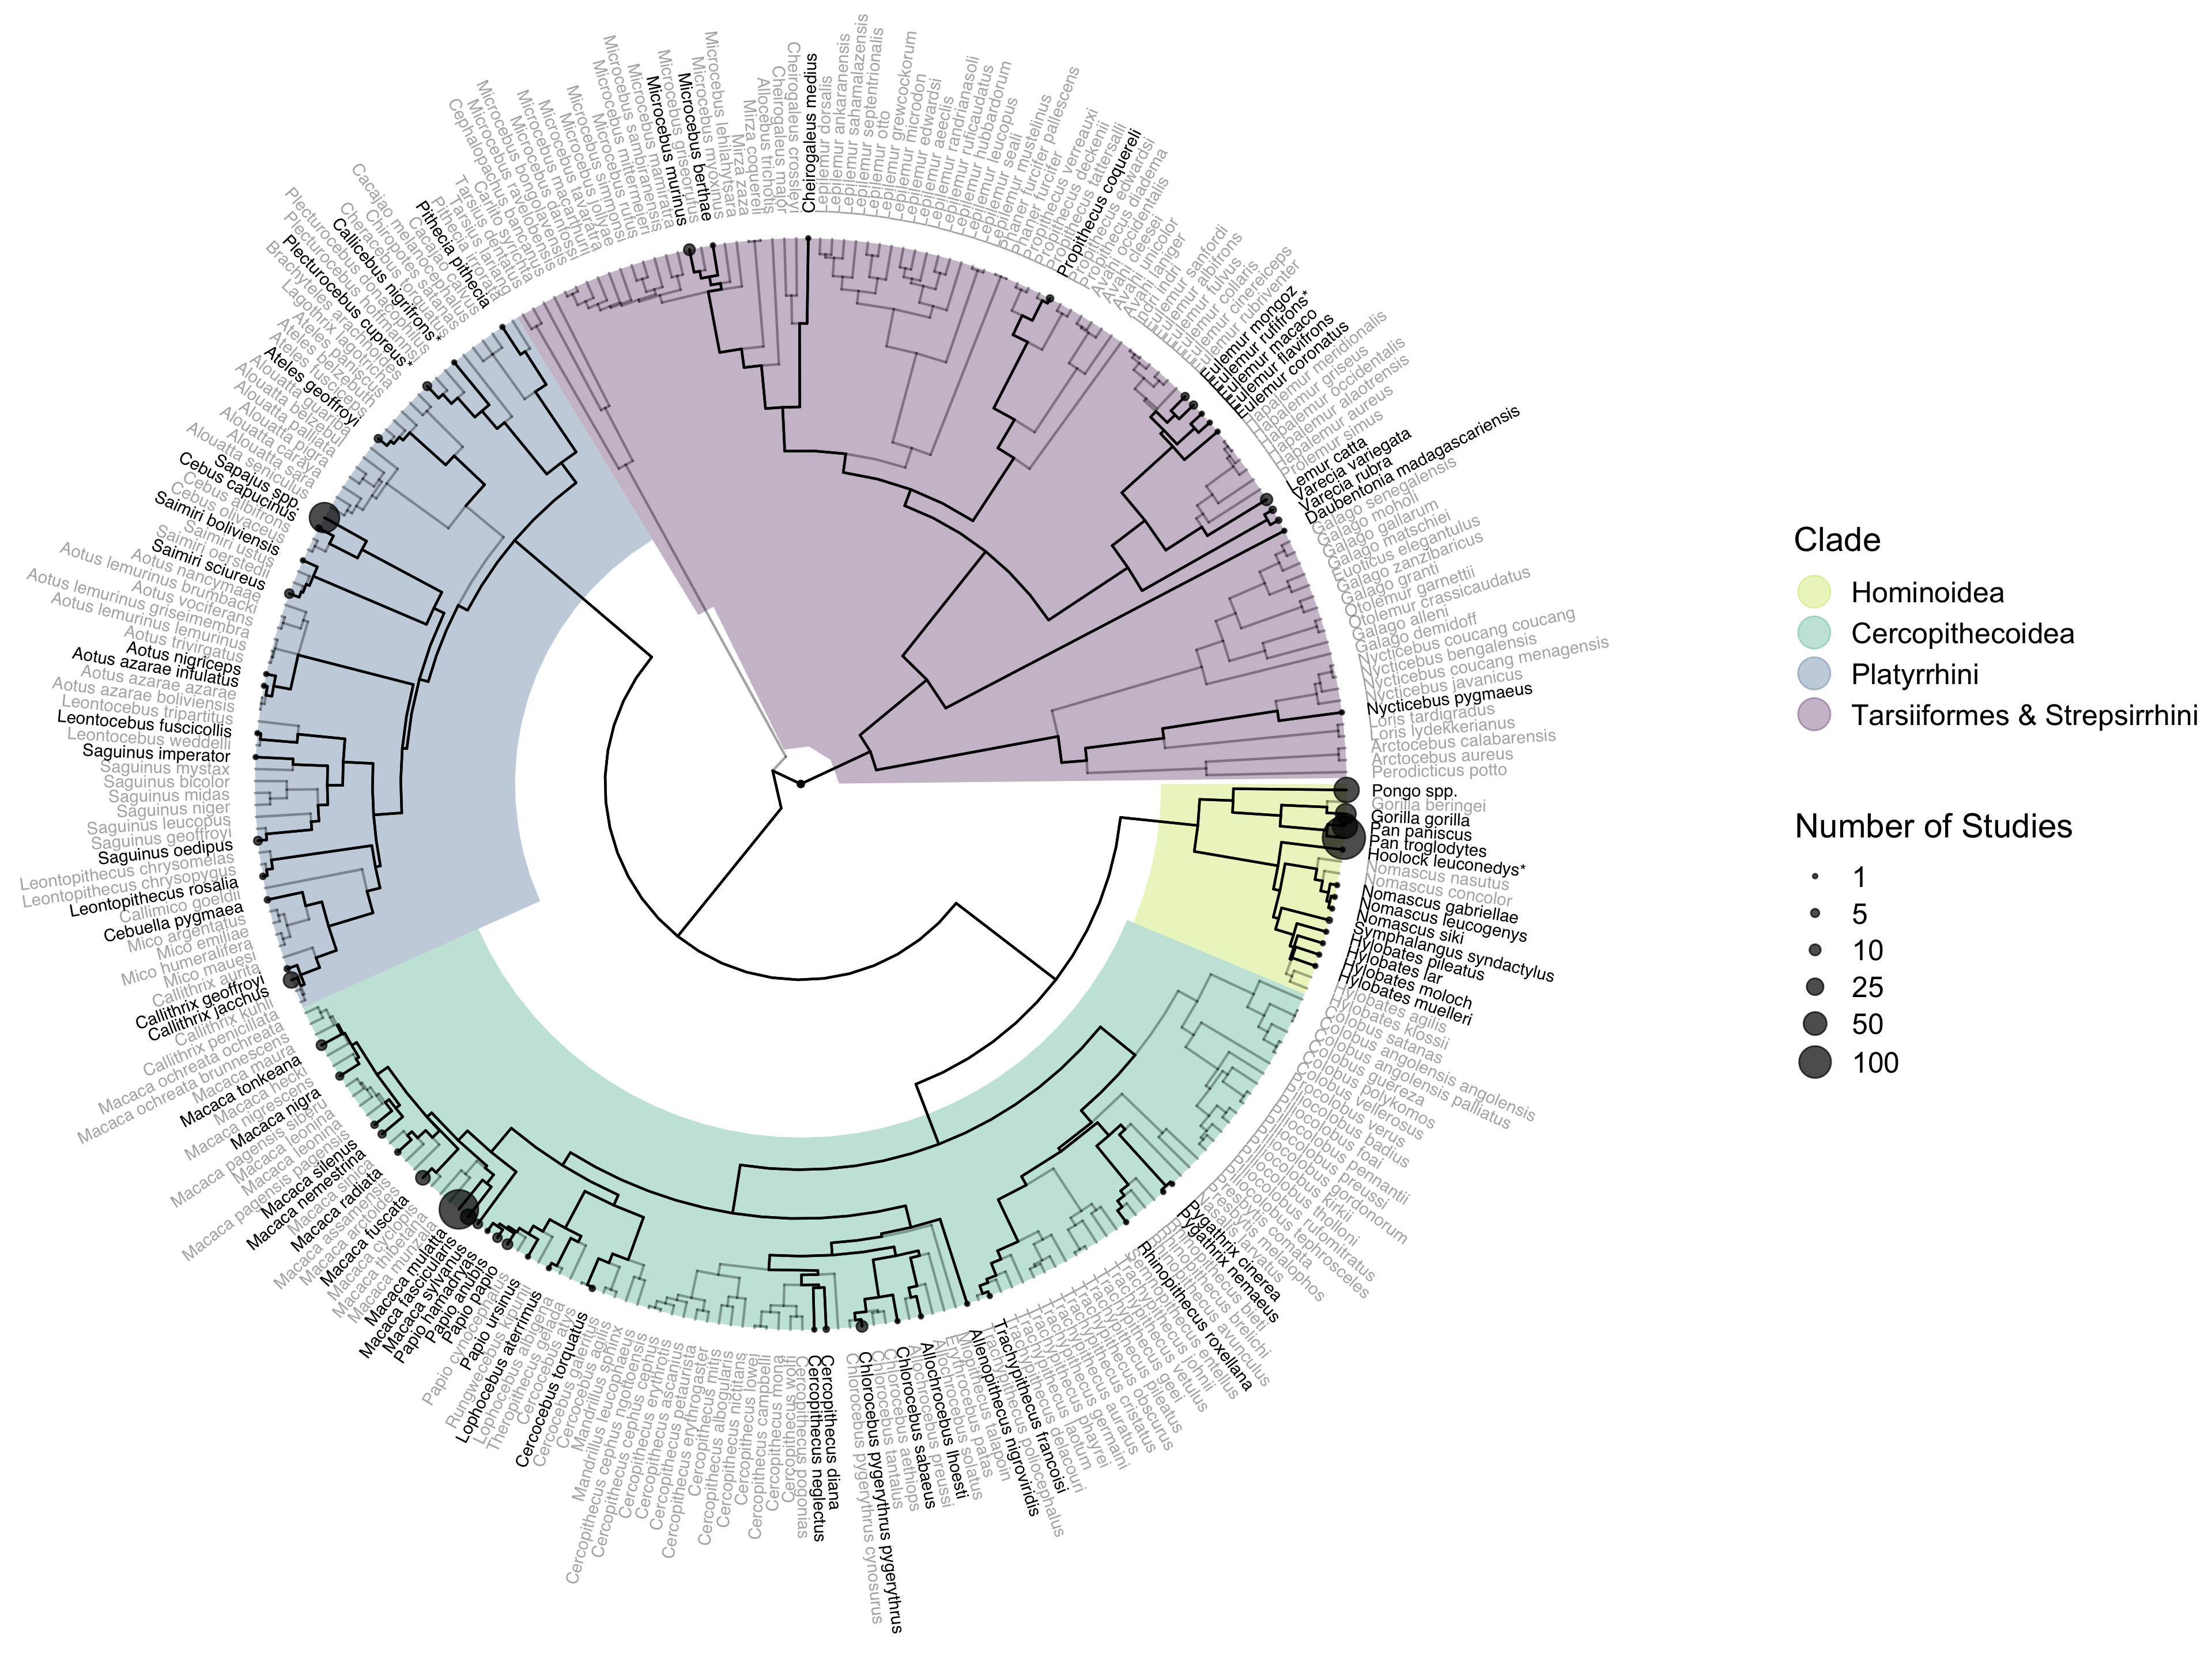 Clade
Hominoidea
Cercopithecoidea
Platyrrhini
Tarsiiformes & Strepsirrhini
Number of Studies
1
5
10
25
50
100
Cheirogaleus medius
Lepilemur dorsalis
Lepilemur ankaranensis
Lepilemur sahamalazensis
Lepilemur septentrionalis
Lepilemur otto
Lepilemur grewcockorum
Lepilemur microdon
Lepilemur edwardsi
Lepilemur aeeclis
Lepilemur randrianasoli
Lepilemur ruficaudatus
Lepilemur leucopus
Lepilemur hubbardorum
Lepilemur seali
Lepilemur mustelinus
Phaner furcifer pallescens
Phaner furcifer
Propithecus verreauxi
Propithecus deckenii
Propithecus tattersalli
Propithecus coquereli
Propithecus edwardsi
Propithecus diadema
Avahi occidentalis
Avahi cleesei
Avahi unicolor
Avahi laniger
Indri indri
Eulemur sanfordi
Eulemur albifrons
Eulemur fulvus
Eulemur collaris
Eulemur cinereiceps
Eulemur rubriventer
Eulemur mongoz
Eulemur rufifrons*
Eulemur macaco
Eulemur flavifrons
Eulemur coronatus
Hapalemur meridionalis
Hapalemur griseus
Hapalemur occidentalis
Hapalemur alaotrensis
Hapalemur aureus
Prolemur simus
Lemur catta
Varecia variegata
Varecia rubra
Daubentonia madagascariensis
Galago senegalensis
Galago moholi
Galago gallarum
Galago matschiei
Euoticus elegantulus
Galago zanzibaricus
Galago granti
Otolemur garnettii
Otolemur crassicaudatus
Galago alleni
Galago demidoff
Nycticebus coucang coucang
Nycticebus bengalensis
Nycticebus coucang menagensis
Nycticebus javanicus
Nycticebus pygmaeus
Loris tardigradus
Loris lydekkerianus
Arctocebus calabarensis
Arctocebus aureus
Perodicticus potto
Pongo spp.
Gorilla beringei
Gorilla gorilla
Pan paniscus
Pan troglodytes
Hoolock leuconedys*
Nomascus nasutus
Nomascus concolor
Nomascus gabriellae
Nomascus leucogenys
Nomascus siki
Symphalangus syndactylus
Hylobates pileatus
Hylobates lar
Hylobates moloch
Hylobates muelleri
Hylobates agilis
Hylobates klossii
Colobus satanas
Colobus angolensis angolensis
Colobus angolensis palliatus
Colobus guereza
Colobus polykomos
Colobus vellerosus
Procolobus verus
Piliocolobus badius
Piliocolobus foai
Piliocolobus pennantii
Piliocolobus preussi
Piliocolobus gordonorum
Piliocolobus kirkii
Piliocolobus tholloni
Piliocolobus rufomitratus
Piliocolobus tephrosceles
Presbytis comata
Presbytis melalophos
Nasalis larvatus
Pygathrix cinerea
Pygathrix nemaeus
Rhinopithecus bieti
Rhinopithecus brelichi
Rhinopithecus avunculus
Rhinopithecus roxellana
Semnopithecus entellus
Trachypithecus johnii
Trachypithecus vetulus
Trachypithecus geei
Trachypithecus pileatus
Trachypithecus obscurus
Trachypithecus cristatus
Trachypithecus auratus
Trachypithecus germaini
Trachypithecus phayrei
Trachypithecus laotum
Trachypithecus delacouri
Trachypithecus poliocephalus
Trachypithecus francoisi
Allenopithecus nigroviridis
Miopithecus talapoin
Erythrocebus patas
Allochrocebus solatus
Allochrocebus preussi
Allochrocebus lhoesti
Chlorocebus aethiops
Chlorocebus sabaeus
Chlorocebus tantalus
Chlorocebus pygerythrus pygerythrus
Chlorocebus pygerythrus cynosurus
Cercopithecus diana
Cercopithecus neglectus
Cercopithecus pogonias
Cercopithecus wolfi
Cercopithecus mona
Cercopithecus campbelli
Cercopithecus lowei
Cercopithecus nictitans
Cercopithecus albogularis
Cercopithecus mitis
Cercopithecus erythrogaster
Cercopithecus petaurista
Cercopithecus ascanius
Cercopithecus erythrotis
Cercopithecus cephus cephus
Cercopithecus cephus ngottoensis
Mandrillus leucophaeus
Mandrillus sphinx
Cercocebus agilis
Cercocebus galeritus
Cercocebus torquatus
Cercocebus atys
Theropithecus gelada
Lophocebus albigena
Lophocebus aterrimus
Rungwecebus kipunji
Papio ursinus
Papio cynocephalus
Papio papio
Papio anubis
Papio hamadryas
Macaca sylvanus
Macaca fascicularis
Macaca mulatta
Macaca munzala
Macaca thibetana
Macaca cyclopis
Macaca fuscata
Macaca arctoides
Macaca assamensis
Macaca radiata
Macaca sinica
Macaca nemestrina
Macaca silenus
Macaca pagensis pagensis
Macaca leonina
Macaca leonina
Macaca pagensis siberu
Macaca nigra
Macaca nigrescens
Macaca hecki
Macaca tonkeana
Macaca maura
Macaca ochreata brunnescens
Macaca ochreata ochreata
Callithrix penicillata
Callithrix kuhli
Callithrix jacchus
Callithrix geoffroyi
Callithrix aurita
Mico mauesi
Mico humeralifera
Mico emiliae
Mico argentatus
Cebuella pygmaea
Callimico goeldii
Leontopithecus rosalia
Leontopithecus chrysopygus
Leontopithecus chrysomelas
Saguinus oedipus
Saguinus geoffroyi
Saguinus leucopus
Saguinus niger
Saguinus midas
Saguinus bicolor
Saguinus mystax
Saguinus imperator
Leontocebus weddelli
Leontocebus fuscicollis
Leontocebus tripartitus
Aotus azarae boliviensis
Aotus azarae azarae
Aotus azarae infulatus
Aotus nigriceps
Aotus trivirgatus
Aotus lemurinus lemurinus
Aotus lemurinus griseimembra
Aotus vociferans
Aotus lemurinus brumbacki
Aotus nancymaae
Saimiri sciureus
Saimiri oerstedii
Saimiri ustus
Saimiri boliviensis
Cebus olivaceus
Cebus albifrons
Cebus capucinus
Sapajus spp.
Alouatta seniculus
Alouatta sara
Alouatta caraya
Alouatta pigra
Alouatta palliata
Alouatta belzebul
Alouatta guariba
Ateles geoffroyi
Ateles fusciceps
Ateles belzebuth
Ateles paniscus
Lagothrix lagotricha
Brachyteles arachnoides
Plecturocebus cupreus*
Plecturocebus hoffmannsi
Plecturocebus donacophilus
Callicebus nigrifrons*
Cheracebus torquatus
Chiropotes satanas
Cacajao melanocephalus
Cacajao calvus
Pithecia pithecia
Pithecia irrorata
Tarsius lariang
Tarsius dentatus
Carlito syrichta
Cephalopachus bancanus
Microcebus ravelobensis
Microcebus bongolavensis
Microcebus danfossi
Microcebus macarthurii
Microcebus tavaratra
Microcebus jollyae
Microcebus simmonsi
Microcebus rufus
Microcebus mittermeieri
Microcebus sambiranensis
Microcebus mamiratra
Microcebus murinus
Microcebus griseorufus
Microcebus berthae
Microcebus myoxinus
Microcebus lehilahytsara
Mirza zaza
Mirza coquereli
Allocebus trichotis
Cheirogaleus major
Cheirogaleus crossleyi